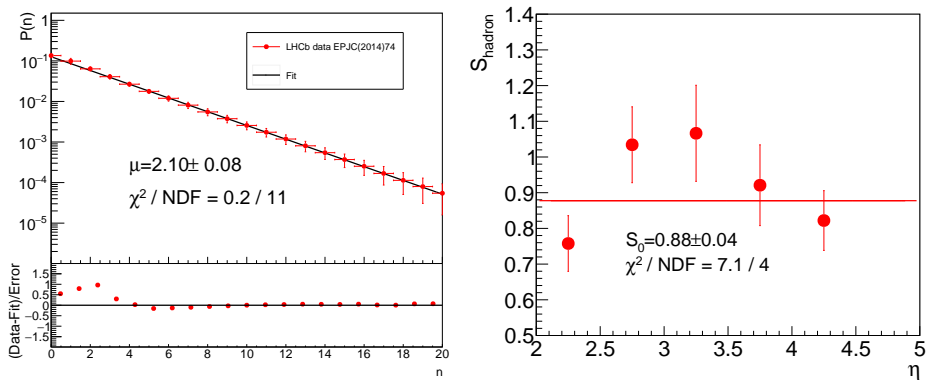 P(n)
1
10⁻¹
10⁻²
10⁻³
10⁻⁴
10⁻⁵
LHCb data EPJC(2014)74
Fit
μ=2.10± 0.08
χ² / NDF = 0.2 / 11
(Data-Fit)/Error
1.5
1
0.5
0
−0.5
−1
−1.5
0 2 4 6 8 10 12 14 16 18 20
n
S_hadron
1.4
1.3
1.2
1.1
1
0.9
0.8
0.7
0.6
0.5
S₀=0.88±0.04
χ² / NDF = 7.1 / 4
2 2.5 3 3.5 4 4.5 5
η